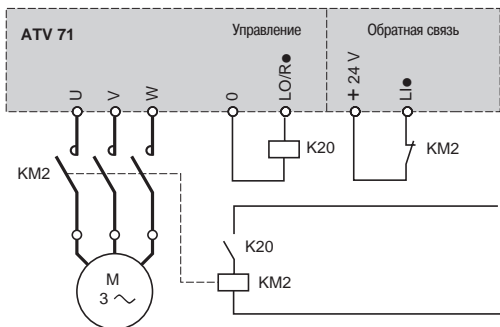 ATV 71
Управление
Обратная связь
U
V
W
0
LO/R●
+ 24 V
LI●
K20
KM2
KM2
K20
KM2
M
3 ~